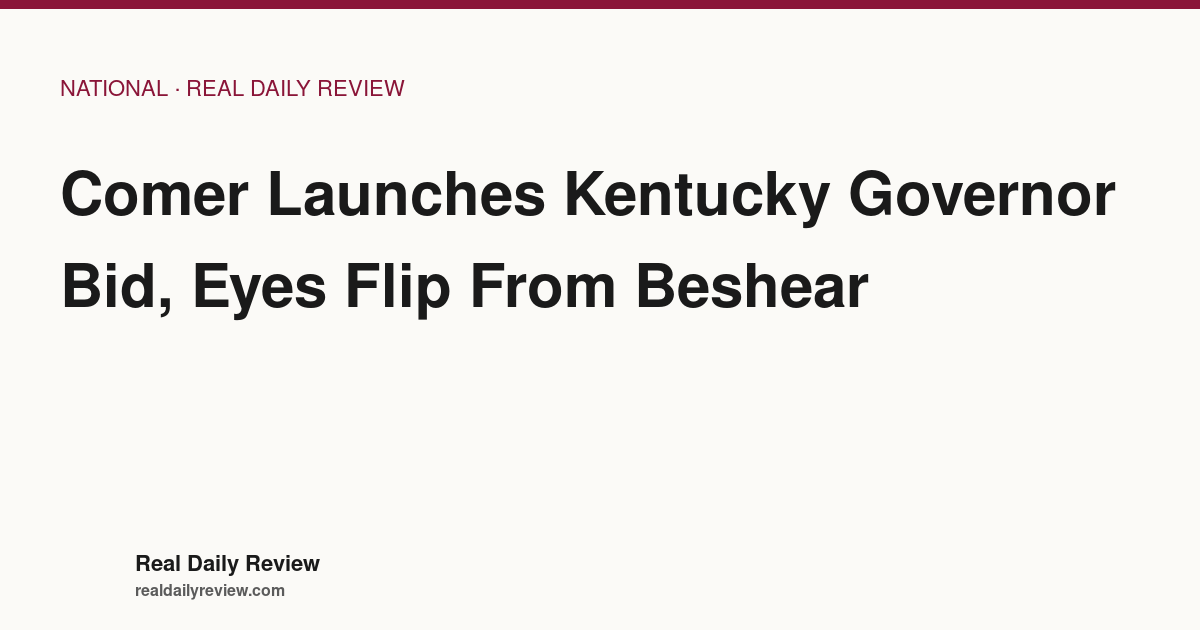 NATIONAL · REAL DAILY REVIEW
Comer Launches Kentucky Governor
Bid, Eyes Flip From Beshear
Real Daily Review
realdailyreview.com